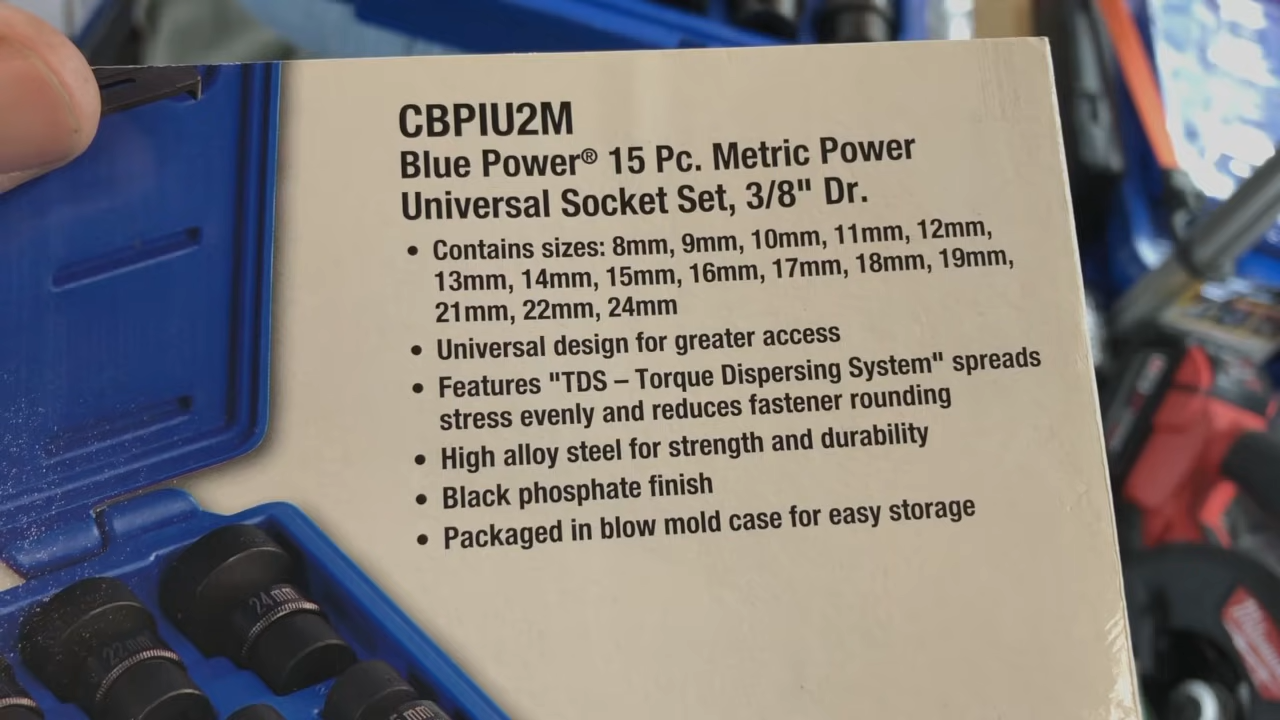 CBPIU2M
Blue Power® 15 Pc. Metric Power
Universal Socket Set, 3/8" Dr.
• Contains sizes: 8mm, 9mm, 10mm, 11mm, 12mm,
13mm, 14mm, 15mm, 16mm, 17mm, 18mm, 19mm,
21mm, 22mm, 24mm
• Universal design for greater access
• Features "TDS – Torque Dispersing System" spreads
stress evenly and reduces fastener rounding
• High alloy steel for strength and durability
• Black phosphate finish
• Packaged in blow mold case for easy storage
24 mm
22mm
Milwaukee